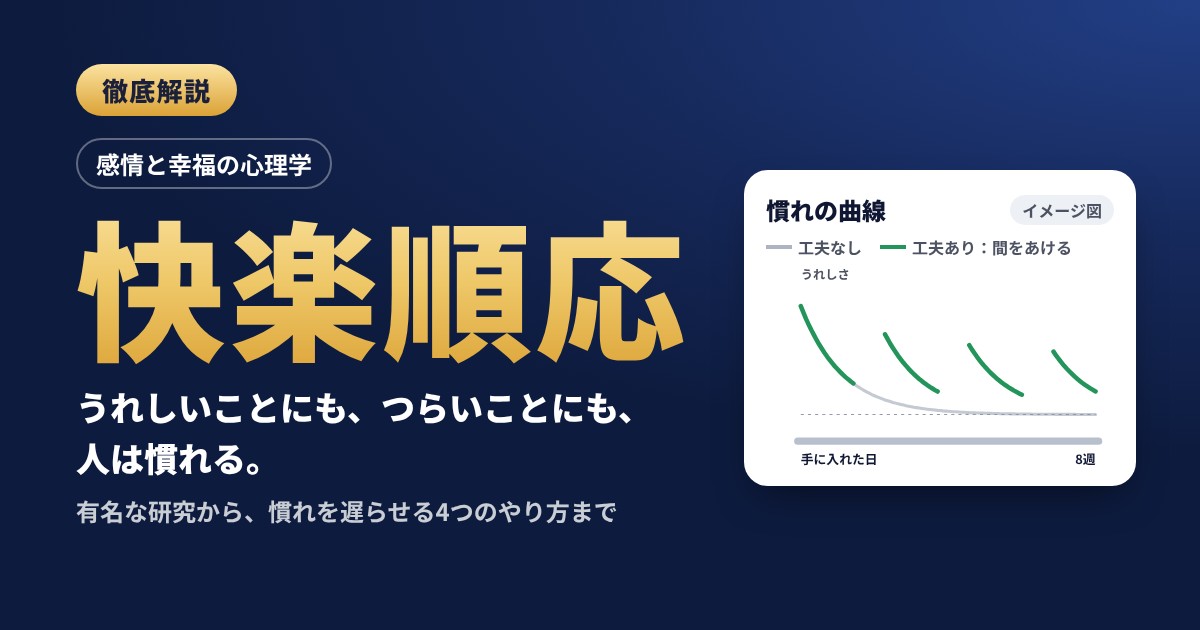 徹底解説
感情と幸福の心理学
快楽順応
うれしいことにも、つらいことにも、
人は慣れる。
有名な研究から、慣れを遅らせる4つのやり方まで
慣れの曲線
イメージ図
工夫なし
工夫あり：間をあける
うれしさ
手に入れた日
8週